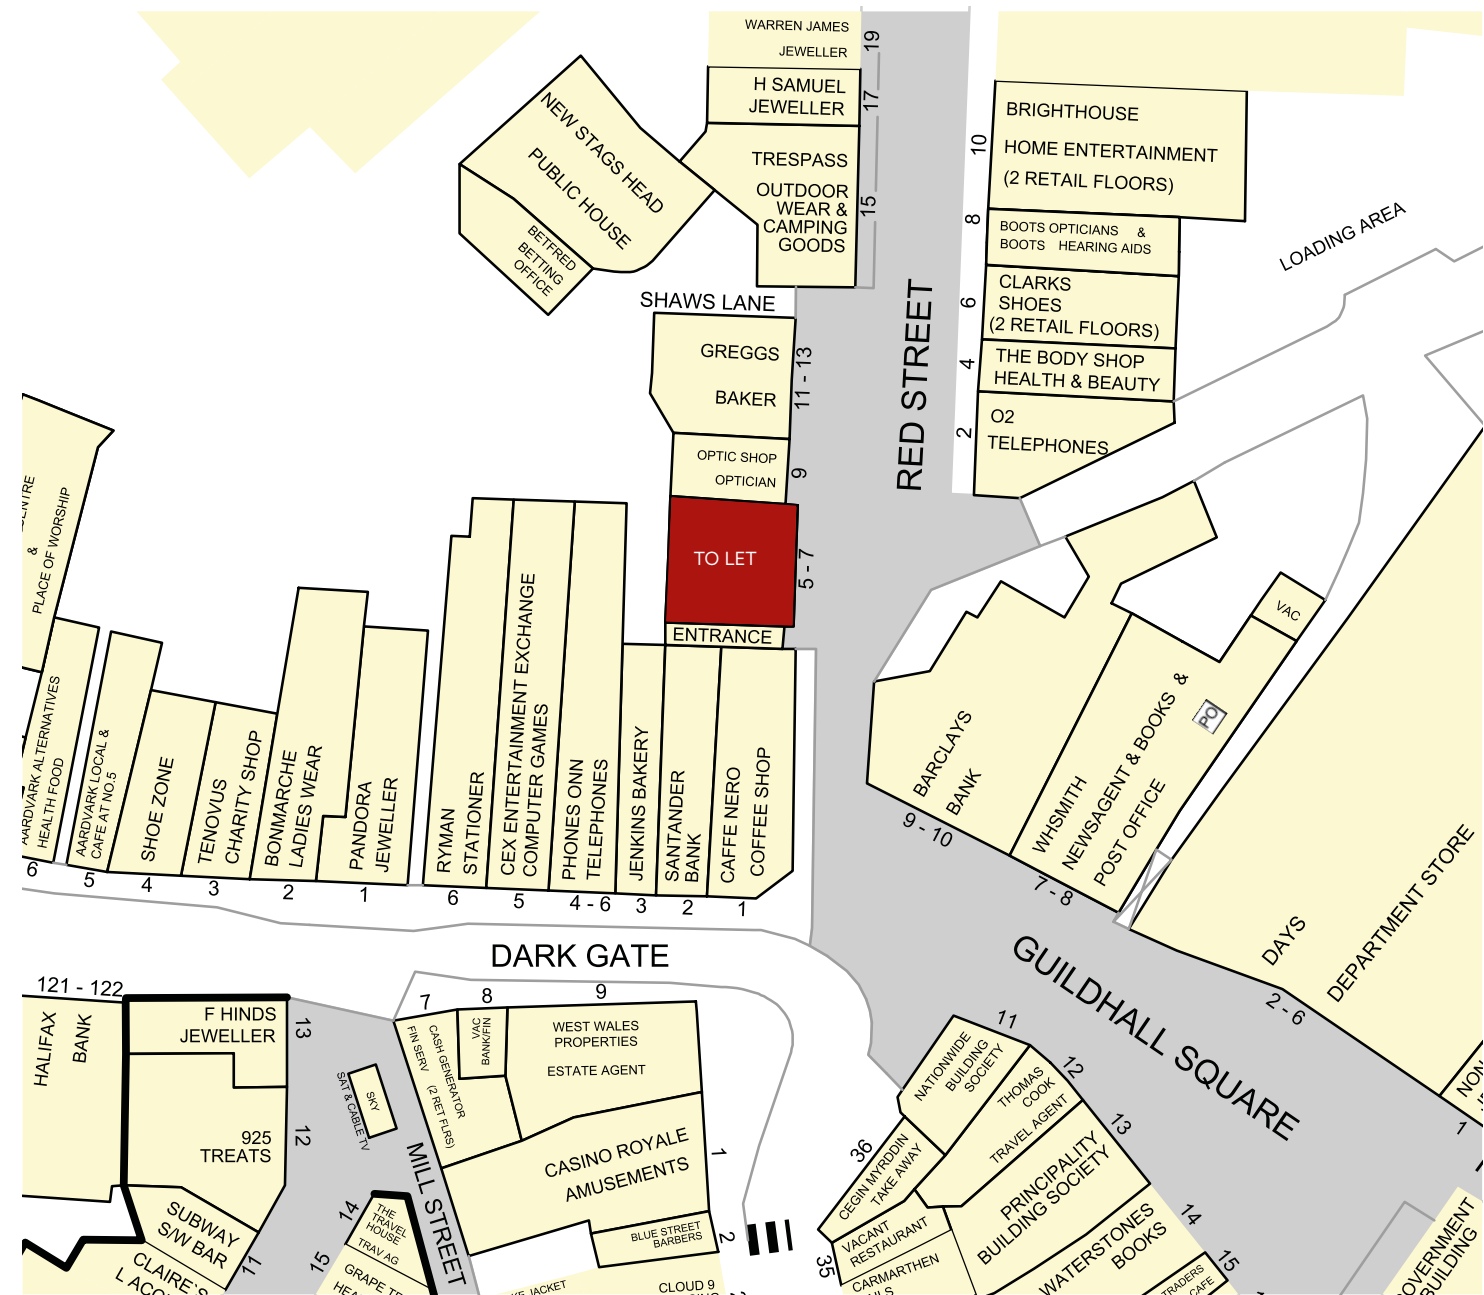 WARREN JAMES
JEWELLER
19
H SAMUEL
JEWELLER
17
TRESPASS
OUTDOOR
WEAR &
CAMPING
GOODS
15
NEW STAGS HEAD
PUBLIC HOUSE
BETFRED
BETTING
OFFICE
SHAWS LANE
GREGGS
BAKER
11 - 13
OPTIC SHOP
OPTICIAN
9
TO LET
5 - 7
ENTRANCE
RED STREET
BRIGHTHOUSE
HOME ENTERTAINMENT
(2 RETAIL FLOORS)
10
BOOTS OPTICIANS &
BOOTS HEARING AIDS
8
CLARKS
SHOES
(2 RETAIL FLOORS)
6
THE BODY SHOP
HEALTH & BEAUTY
4
O2
TELEPHONES
2
LOADING AREA
&
PLACE OF WORSHIP
AARDVARK ALTERNATIVES
HEALTH FOOD
6
AARDVARK LOCAL &
CAFE AT NO.5
5
SHOE ZONE
4
TENOVUS
CHARITY SHOP
3
BONMARCHE
LADIES WEAR
2
PANDORA
JEWELLER
1
RYMAN
STATIONER
6
CEX ENTERTAINMENT EXCHANGE
COMPUTER GAMES
5
PHONES ONN
TELEPHONES
4 - 6
JENKINS BAKERY
3
SANTANDER
BANK
2
CAFFE NERO
COFFEE SHOP
1
BARCLAYS
BANK
9 - 10
WHSMITH
NEWSAGENT & BOOKS &
POST OFFICE
PO
7 - 8
VAC
DAYS
DEPARTMENT STORE
2 - 6
1
DARK GATE
GUILDHALL SQUARE
121 - 122
HALIFAX
BANK
F HINDS
JEWELLER
13
925
TREATS
12
SUBWAY
S/W BAR
11
CLAIRE'S
SKY
SAT & CABLE TV
MILL STREET
14
THE
TRAVEL
HOUSE
TRAV AG
15
GRAPE
7
CASH GENERATOR
FIN SERV (2 RET FLRS)
8
VAC
BANK/FIN
9
WEST WALES
PROPERTIES
ESTATE AGENT
CASINO ROYALE
AMUSEMENTS
1
BLUE STREET
BARBERS
2
JACKET
CLOUD 9
NATIONWIDE
BUILDING
SOCIETY
11
THOMAS
COOK
TRAVEL AGENT
12
PRINCIPALITY
BUILDING SOCIETY
13
WATERSTONES
BOOKS
14
TRADERS
CAFE
15
36
CEGIN MYRDDIN
TAKE AWAY
VACANT
RESTAURANT
35
CARMARTHEN
BUILDING